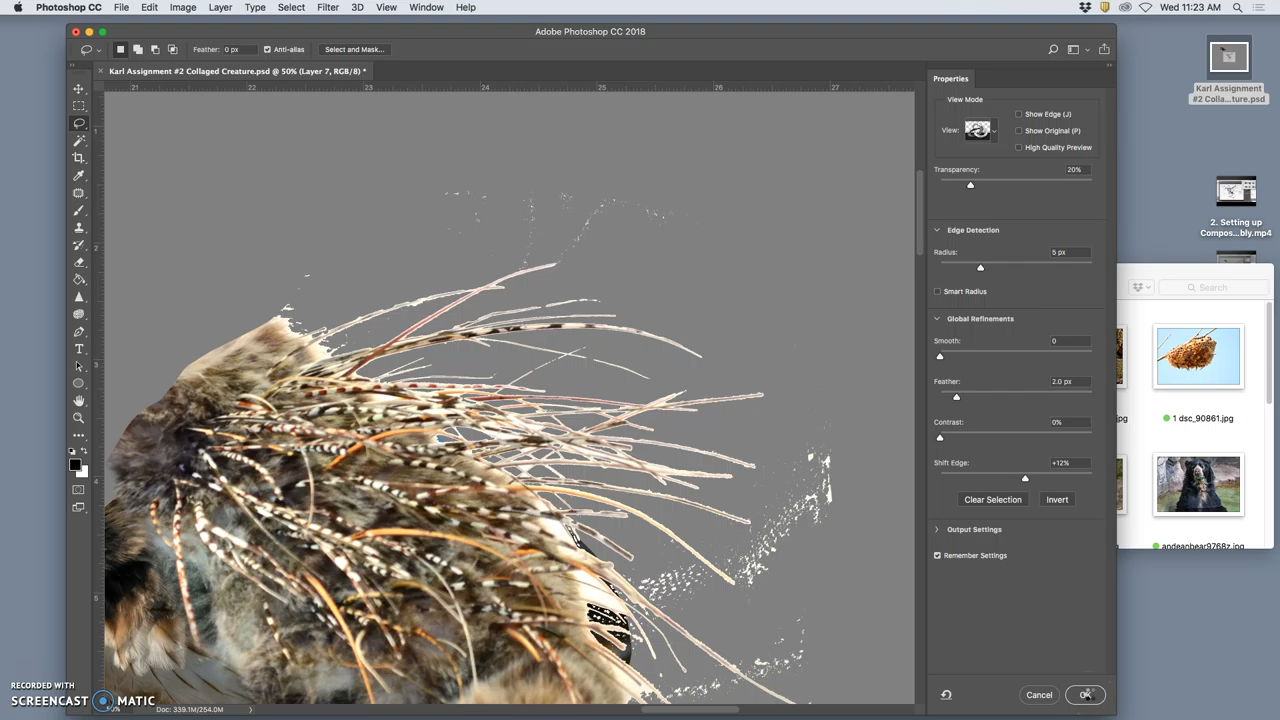 Photoshop CC File Edit Image Layer Type Select Filter 3D View Window Help
Wed 11:23 AM
Adobe Photoshop CC 2018
Feather: 0 px Anti-alias Select and Mask...
Karl Assignment #2 Collaged Creature.psd @ 50% (Layer 7, RGB/8) *
21 22 23 24 25 26 27
1
2
3
4
5
Properties
View Mode
View:
Show Edge (J)
Show Original (P)
High Quality Preview
Transparency: 20%
Edge Detection
Radius: 5 px
Smart Radius
Global Refinements
Smooth: 0
Feather: 2.0 px
Contrast: 0%
Shift Edge: +12%
Clear Selection Invert
Output Settings
Remember Settings
Cancel
Doc: 339.1M/254.0M
Karl Assignment
#2 Colla...ture.psd
2. Setting up
Compos...bly.mp4
Search
1 dsc_90861.jpg
andeanbear9768z.jpg
RECORDED WITH
SCREENCAST MATIC